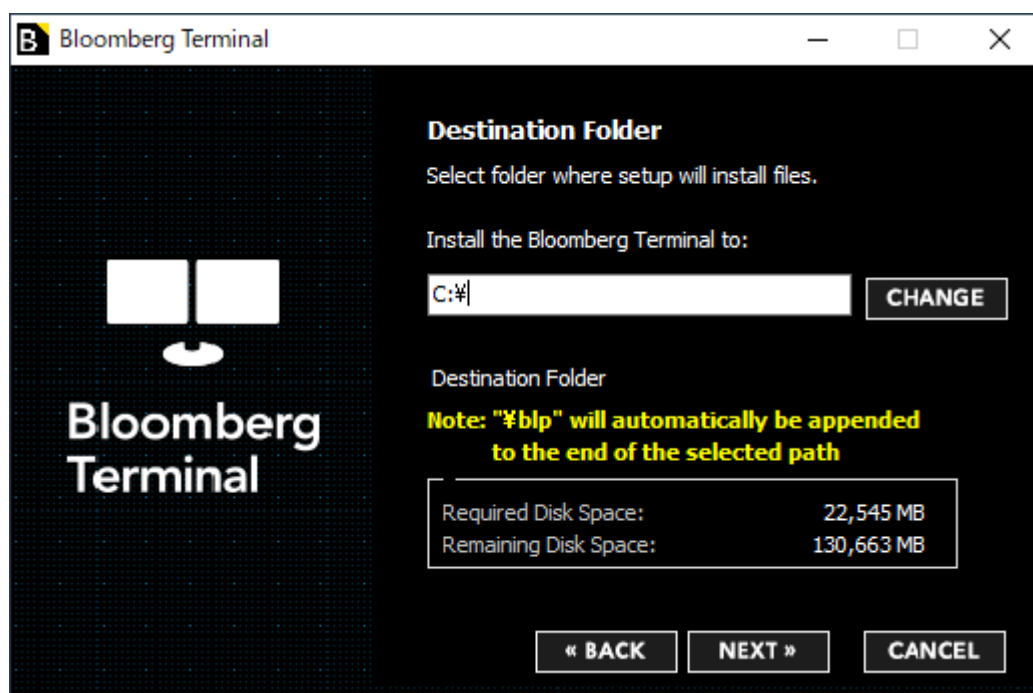 Bloomberg Terminal
Destination Folder
Select folder where setup will install files.
Install the Bloomberg Terminal to:
C:¥
CHANGE
Destination Folder
Note: "¥blp" will automatically be appended
to the end of the selected path
Required Disk Space: 22,545 MB
Remaining Disk Space: 130,663 MB
Bloomberg
Terminal
« BACK
NEXT »
CANCEL